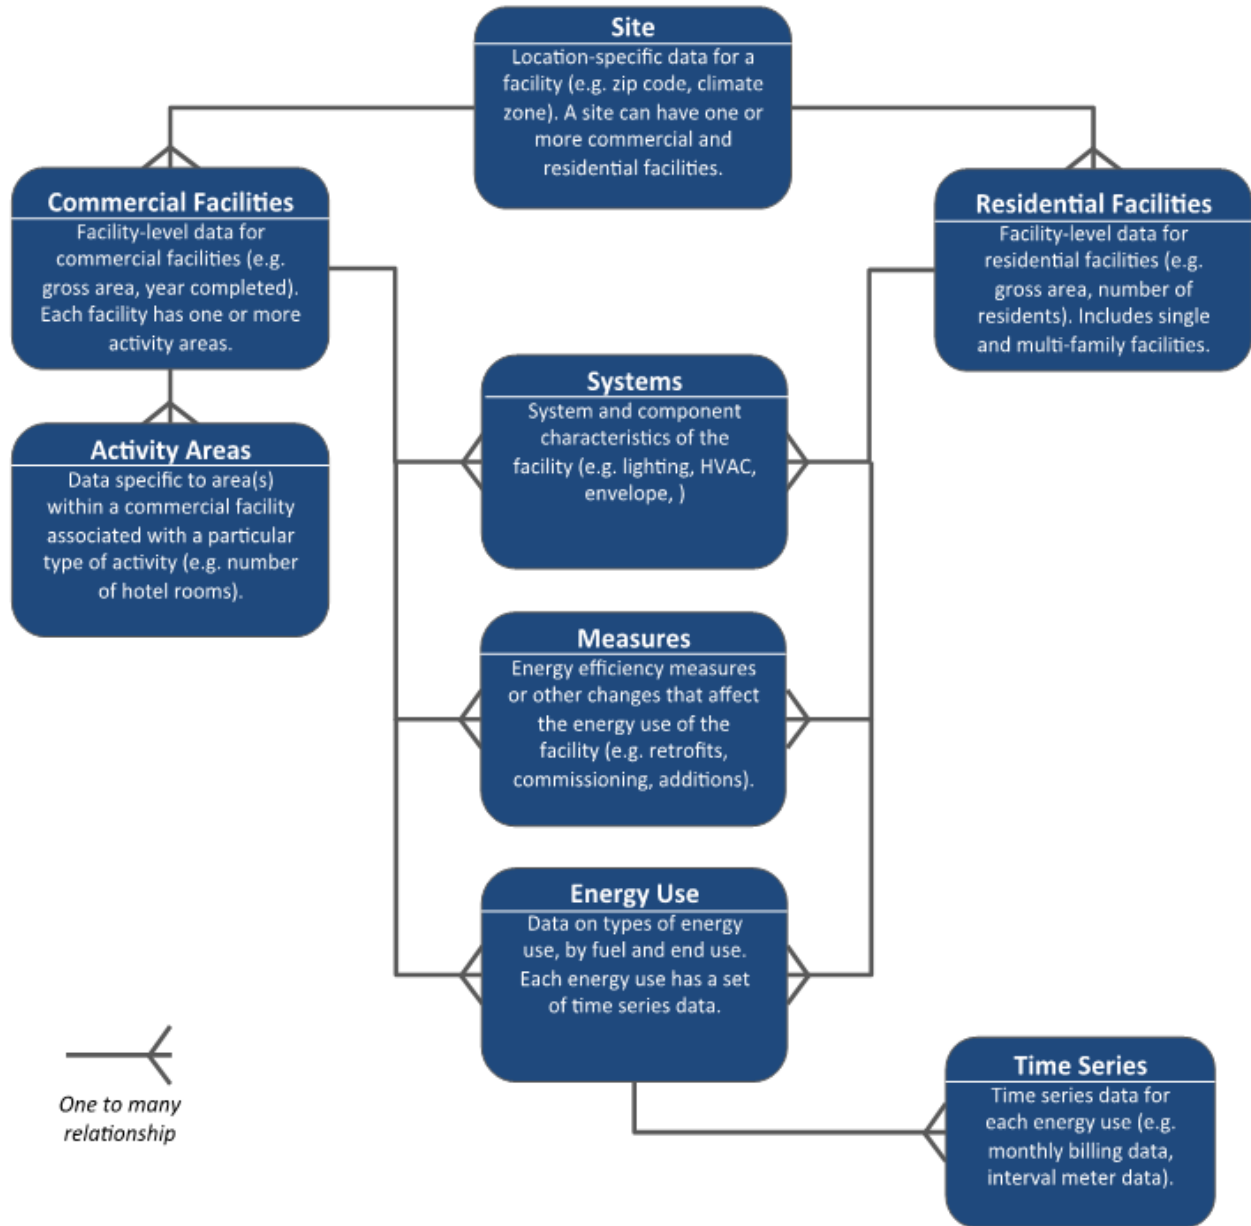 Site
Location-specific data for a
facility (e.g. zip code, climate
zone). A site can have one or
more commercial and
residential facilities.
Commercial Facilities
Facility-level data for
commercial facilities (e.g.
gross area, year completed).
Each facility has one or more
activity areas.
Residential Facilities
Facility-level data for
residential facilities (e.g.
gross area, number of
residents). Includes single
and multi-family facilities.
Systems
System and component
characteristics of the
facility (e.g. lighting, HVAC,
envelope, )
Activity Areas
Data specific to area(s)
within a commercial facility
associated with a particular
type of activity (e.g. number
of hotel rooms).
Measures
Energy efficiency measures
or other changes that affect
the energy use of the
facility (e.g. retrofits,
commissioning, additions).
Energy Use
Data on types of energy
use, by fuel and end use.
Each energy use has a set
of time series data.
One to many
relationship
Time Series
Time series data for
each energy use (e.g.
monthly billing data,
interval meter data).